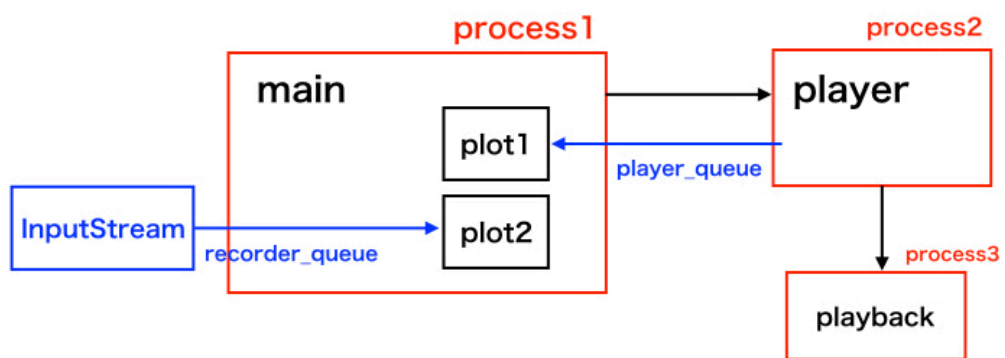 process1
process2
main
player
plot1
player_queue
InputStream
plot2
recorder_queue
process3
playback